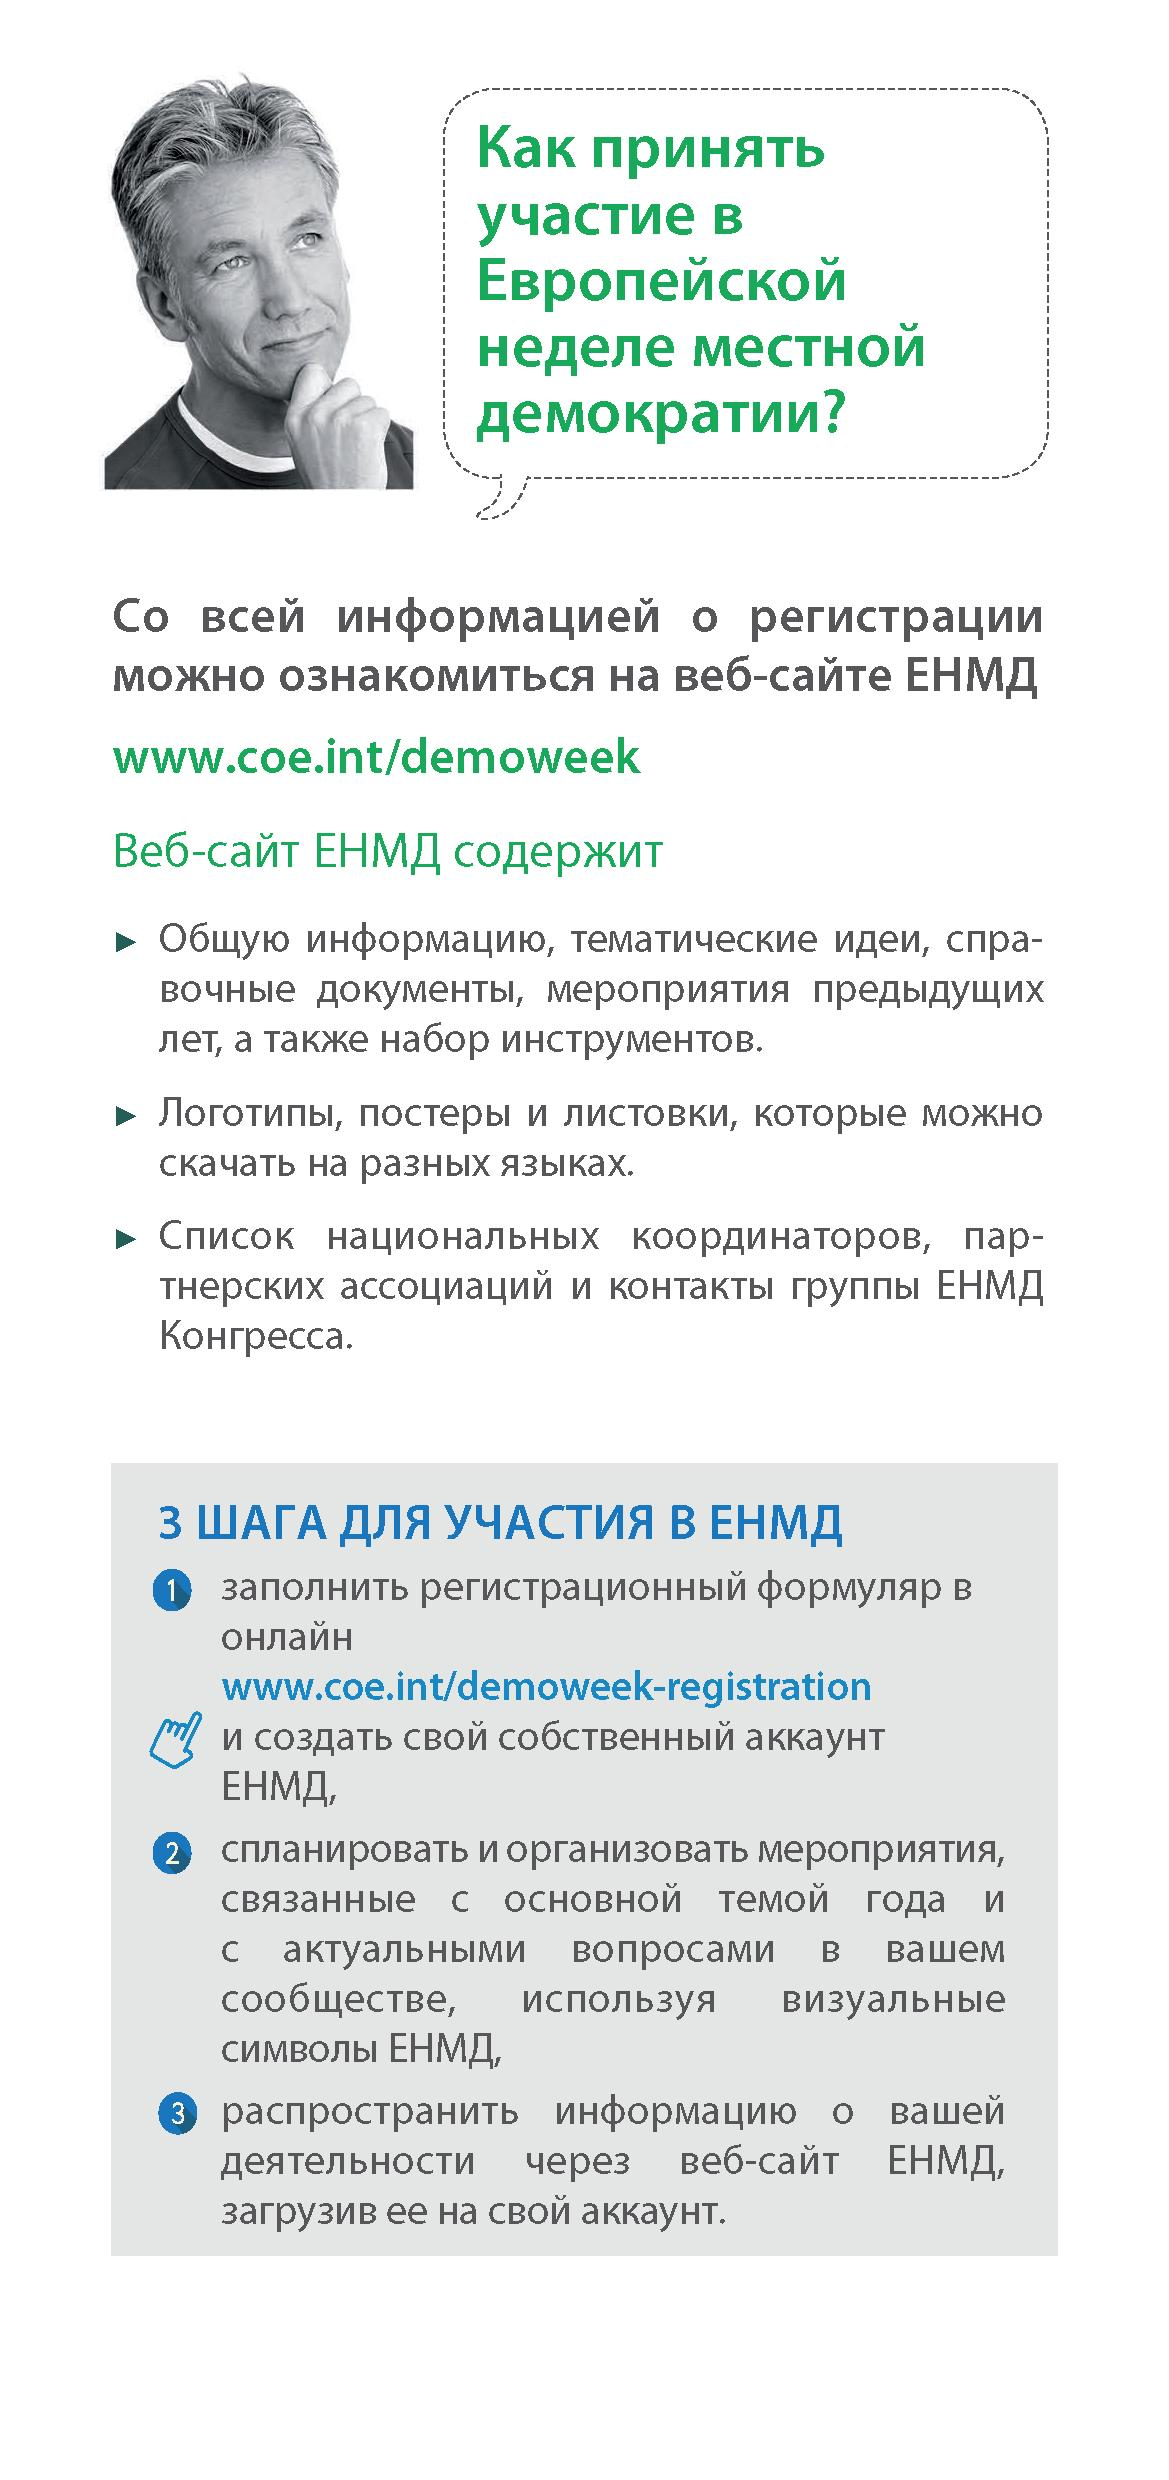 Как принять
участие в
Европейской
неделе местной
демократии?
Со всей информацией о регистрации
можно ознакомиться на веб-сайте ЕНМД
www.coe.int/demoweek
Веб-сайт ЕНМД содержит
► Общую информацию, тематические идеи, спра-
вочные документы, мероприятия предыдущих
лет, а также набор инструментов.
► Логотипы, постеры и листовки, которые можно
скачать на разных языках.
► Список национальных координаторов, пар-
тнерских ассоциаций и контакты группы ЕНМД
Конгресса.
3 ШАГА ДЛЯ УЧАСТИЯ В ЕНМД
1 заполнить регистрационный формуляр в
онлайн
www.coe.int/demoweek-registration
и создать свой собственный аккаунт
ЕНМД,
2 спланировать и организовать мероприятия,
связанные с основной темой года и
с актуальными вопросами в вашем
сообществе, используя визуальные
символы ЕНМД,
3 распространить информацию о вашей
деятельности через веб-сайт ЕНМД,
загрузив ее на свой аккаунт.